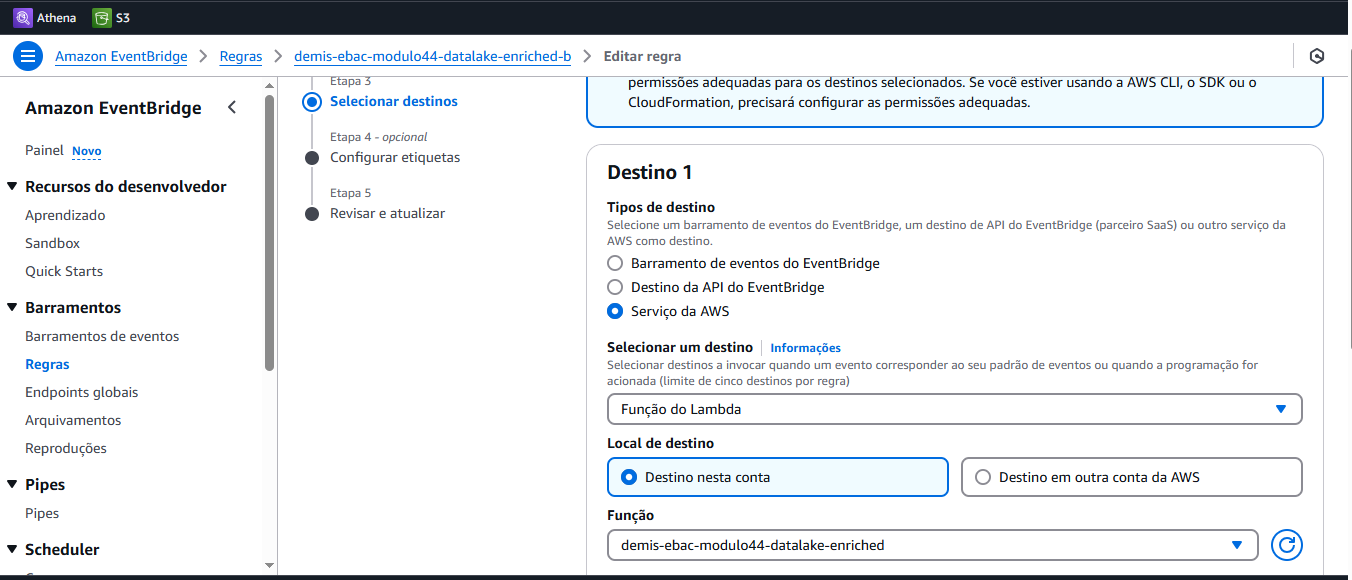 Athena
S3
Amazon EventBridge
Regras
demis-ebac-modulo44-datalake-enriched-b
Editar regra
Amazon EventBridge
Painel Novo
Recursos do desenvolvedor
Aprendizado
Sandbox
Quick Starts
Barramentos
Barramentos de eventos
Regras
Endpoints globais
Arquivamentos
Reproduções
Pipes
Pipes
Scheduler
Etapa 3
Selecionar destinos
Etapa 4 - opcional
Configurar etiquetas
Etapa 5
Revisar e atualizar
permissões adequadas para os destinos selecionados. Se você estiver usando a AWS CLI, o SDK ou o
CloudFormation, precisará configurar as permissões adequadas.
Destino 1
Tipos de destino
Selecione um barramento de eventos do EventBridge, um destino de API do EventBridge (parceiro SaaS) ou outro serviço da
AWS como destino.
Barramento de eventos do EventBridge
Destino da API do EventBridge
Serviço da AWS
Selecionar um destino Informações
Selecionar destinos a invocar quando um evento corresponder ao seu padrão de eventos ou quando a programação for
acionada (limite de cinco destinos por regra)
Função do Lambda
Local de destino
Destino nesta conta
Destino em outra conta da AWS
Função
demis-ebac-modulo44-datalake-enriched